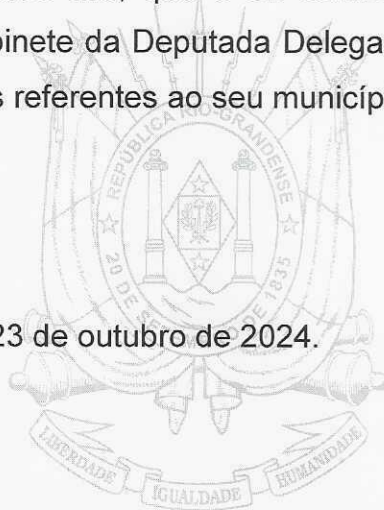 binete da Deputada Delega
s referentes ao seu municíp
REPÚBLICA RIO-GRANDENSE
20 DE SETEMBRO DE 1835
23 de outubro de 2024.
LIBERDADE IGUALDADE HUMANIDADE